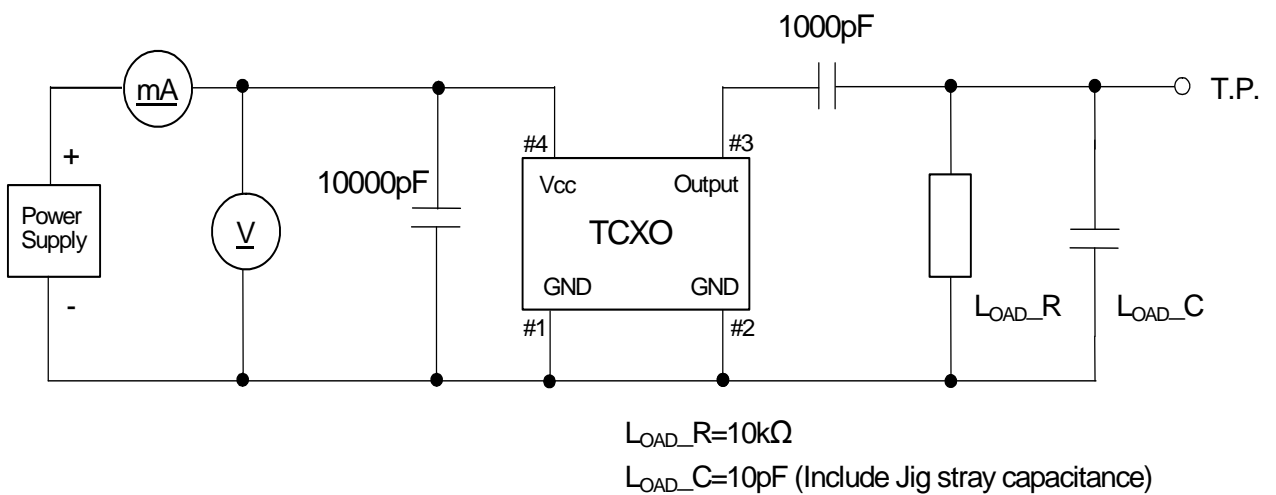 1000pF
mA
T.P.
+
#4
#3
10000pF
Vcc
Output
Power
Supply
V
TCXO
GND
GND
-
#1
#2
LOAD_R
LOAD_C
LOAD_R=10kΩ
LOAD_C=10pF (Include Jig stray capacitance)